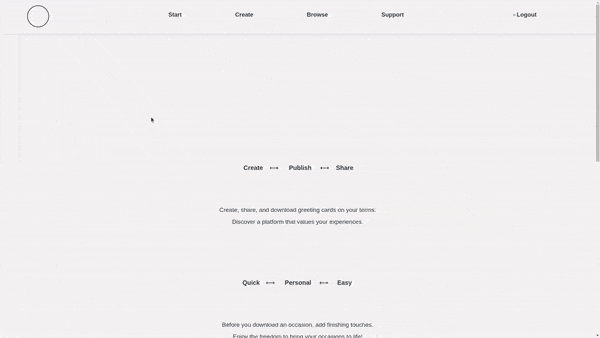 Start Create Browse Support - Logout
Create ⟷ Publish ⟷ Share
Create, share, and download greeting cards on your terms.
Discover a platform that values your experiences.
Quick ⟷ Personal ⟷ Easy
Before you download an occasion, add finishing touches.
Enjoy the freedom to bring your occasions to life!